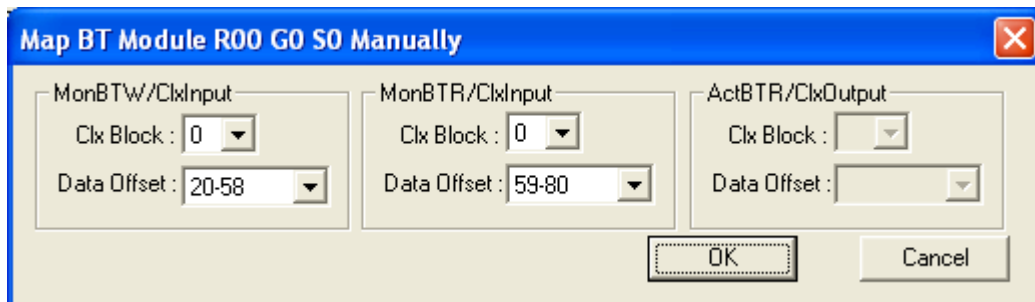 Map BT Module R00 G0 S0 Manually
MonBTW/ClxInput
Clx Block : 0
Data Offset : 20-58
MonBTR/ClxInput
Clx Block : 0
Data Offset : 59-80
ActBTR/ClxOutput
Clx Block :
Data Offset :
OK
Cancel